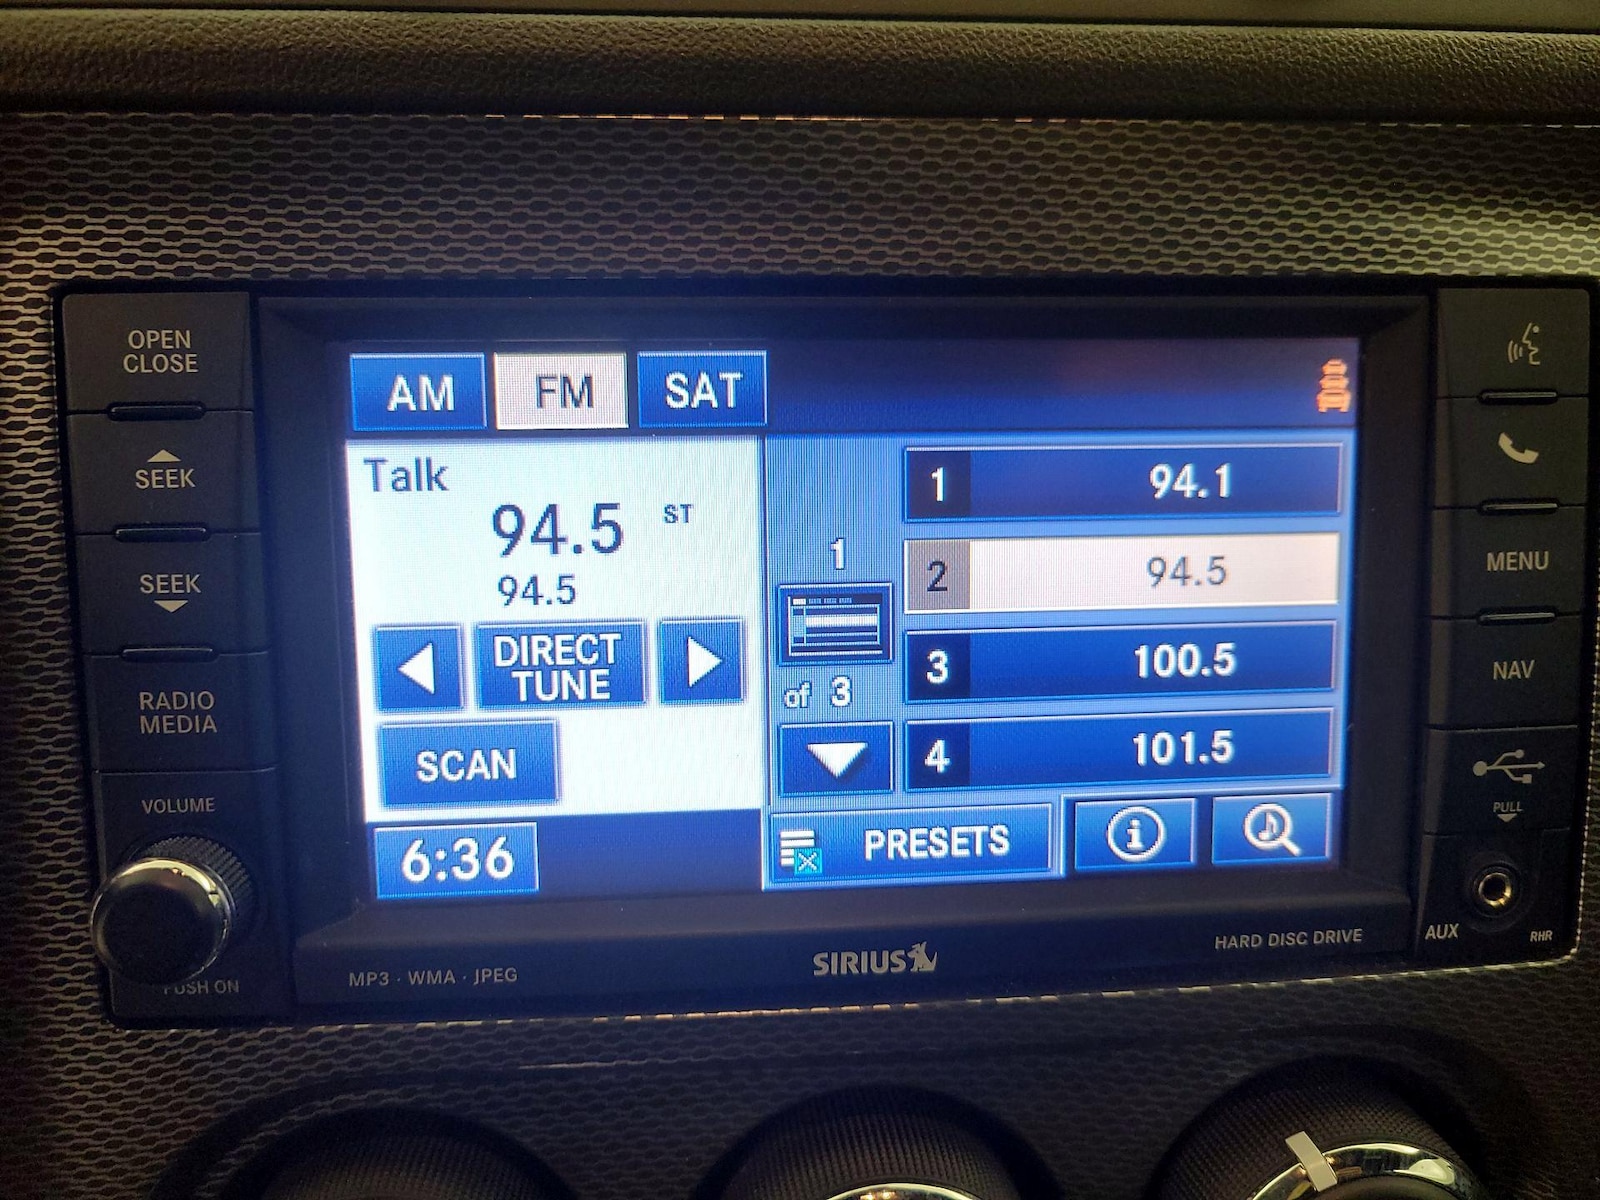 OPEN
CLOSE
SEEK
SEEK
RADIO
MEDIA
VOLUME
PUSH ON
AM FM SAT
Talk
94.5 ST
94.5
DIRECT
TUNE
SCAN
6:36
1
of 3
1 94.1
2 94.5
3 100.5
4 101.5
PRESETS
i
MENU
NAV
PULL
AUX
RHR
MP3 · WMA · JPEG
SIRIUS
HARD DISC DRIVE